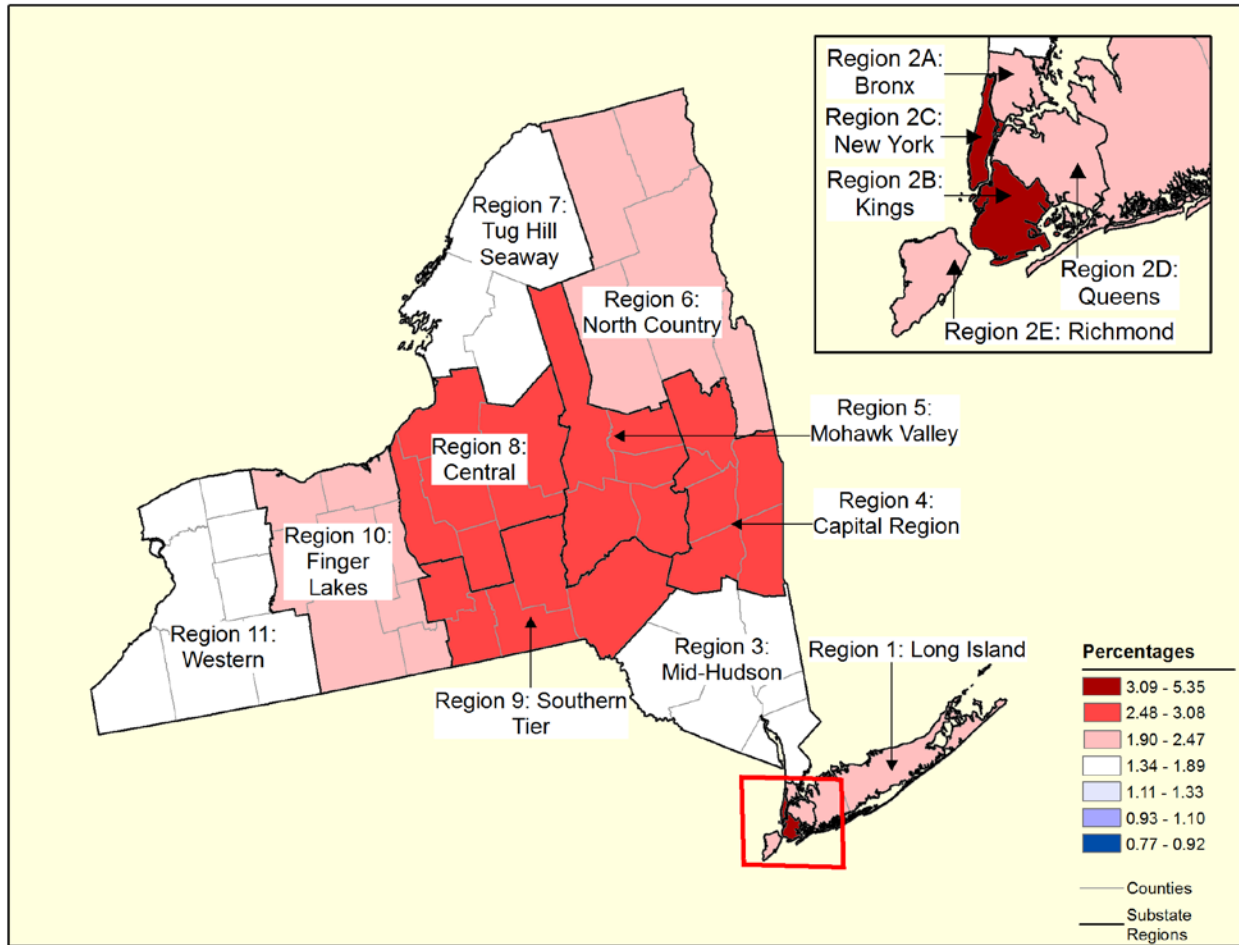 Region 2A:
Bronx
Region 2C:
New York
Region 2B:
Kings
Region 2D:
Queens
Region 2E: Richmond
Region 7:
Tug Hill
Seaway
Region 6:
North Country
Region 5:
Mohawk Valley
Region 8:
Central
Region 4:
Capital Region
Region 10:
Finger
Lakes
Region 11:
Western
Region 3:
Mid-Hudson
Region 1: Long Island
Region 9: Southern
Tier
Percentages
3.09 - 5.35
2.48 - 3.08
1.90 - 2.47
1.34 - 1.89
1.11 - 1.33
0.93 - 1.10
0.77 - 0.92
Counties
Substate
Regions